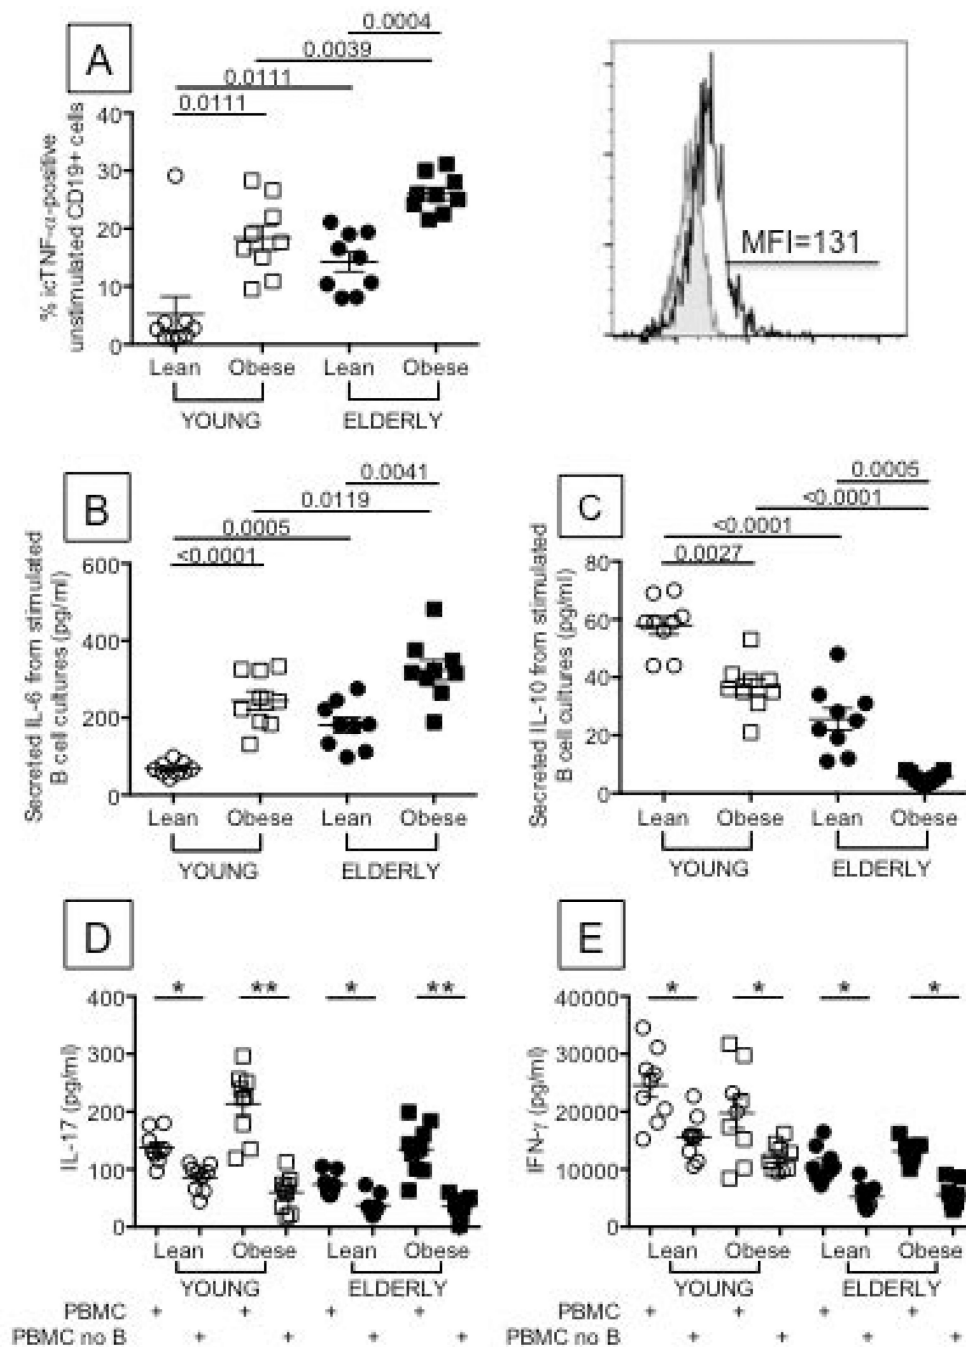 A
0.0004
0.0039
0.0111
0.0111
% icTNF-α-positive
unstimulated CD19+ cells
40
30
20
10
0
Lean Obese Lean Obese
YOUNG ELDERLY
MFI=131
B
0.0041
0.0119
0.0005
<0.0001
Secreted IL-6 from stimulated
B cell cultures (pg/ml)
600
400
200
0
Lean Obese Lean Obese
YOUNG ELDERLY
C
0.0005
<0.0001
<0.0001
0.0027
Secreted IL-10 from stimulated
B cell cultures (pg/ml)
80
60
40
20
0
Lean Obese Lean Obese
YOUNG ELDERLY
D
* ** * **
IL-17 (pg/ml)
400
300
200
100
0
Lean Obese Lean Obese
YOUNG ELDERLY
PBMC + + + +
PBMC no B + + + +
E
* * * *
IFN-γ (pg/ml)
40000
30000
20000
10000
0
Lean Obese Lean Obese
YOUNG ELDERLY
PBMC + + + +
PBMC no B + + + +